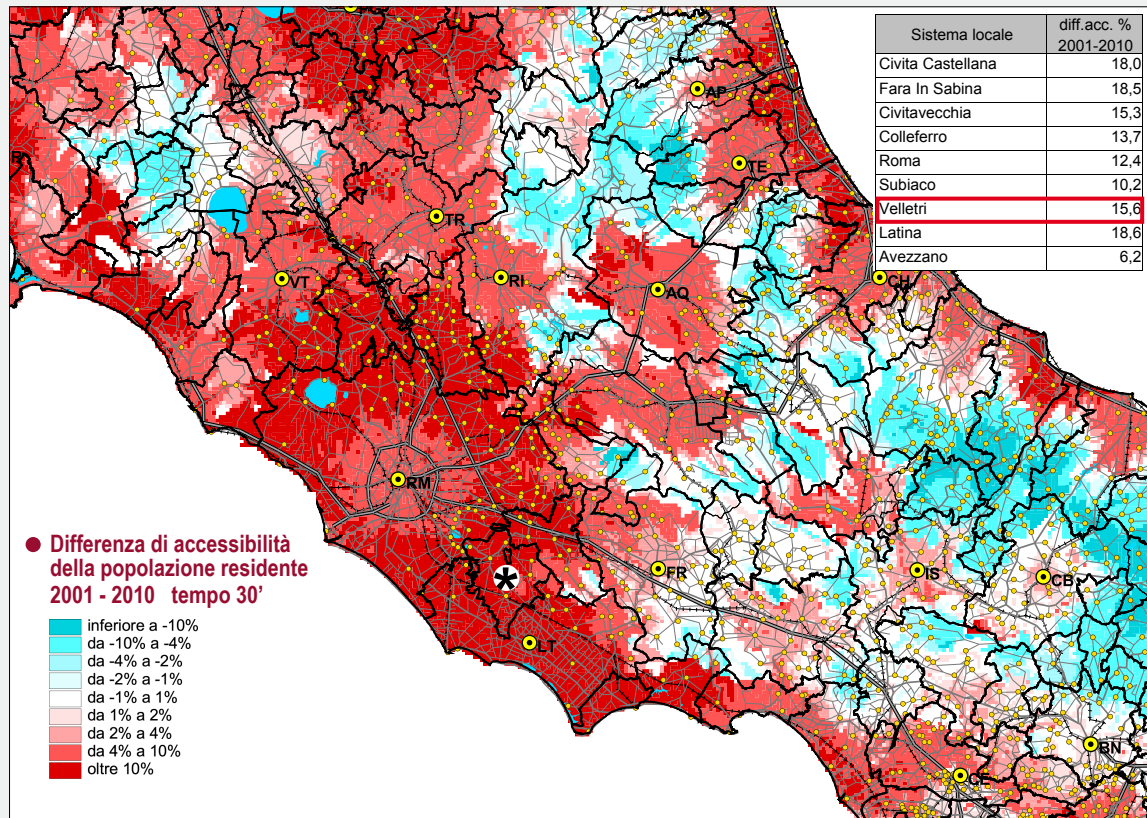 Sistema locale
diff.acc. %
2001-2010
Civita Castellana 18,0
Fara In Sabina 18,5
Civitavecchia 15,3
Colleferro 13,7
Roma 12,4
Subiaco 10,2
Velletri 15,6
Latina 18,6
Avezzano 6,2
AP
TE
TR
VT
RI
AQ
CH
RM
FR
IS
CB
LT
BN
CE
R
*
Differenza di accessibilità
della popolazione residente
2001 - 2010 tempo 30’
inferiore a -10%
da -10% a -4%
da -4% a -2%
da -2% a -1%
da -1% a 1%
da 1% a 2%
da 2% a 4%
da 4% a 10%
oltre 10%